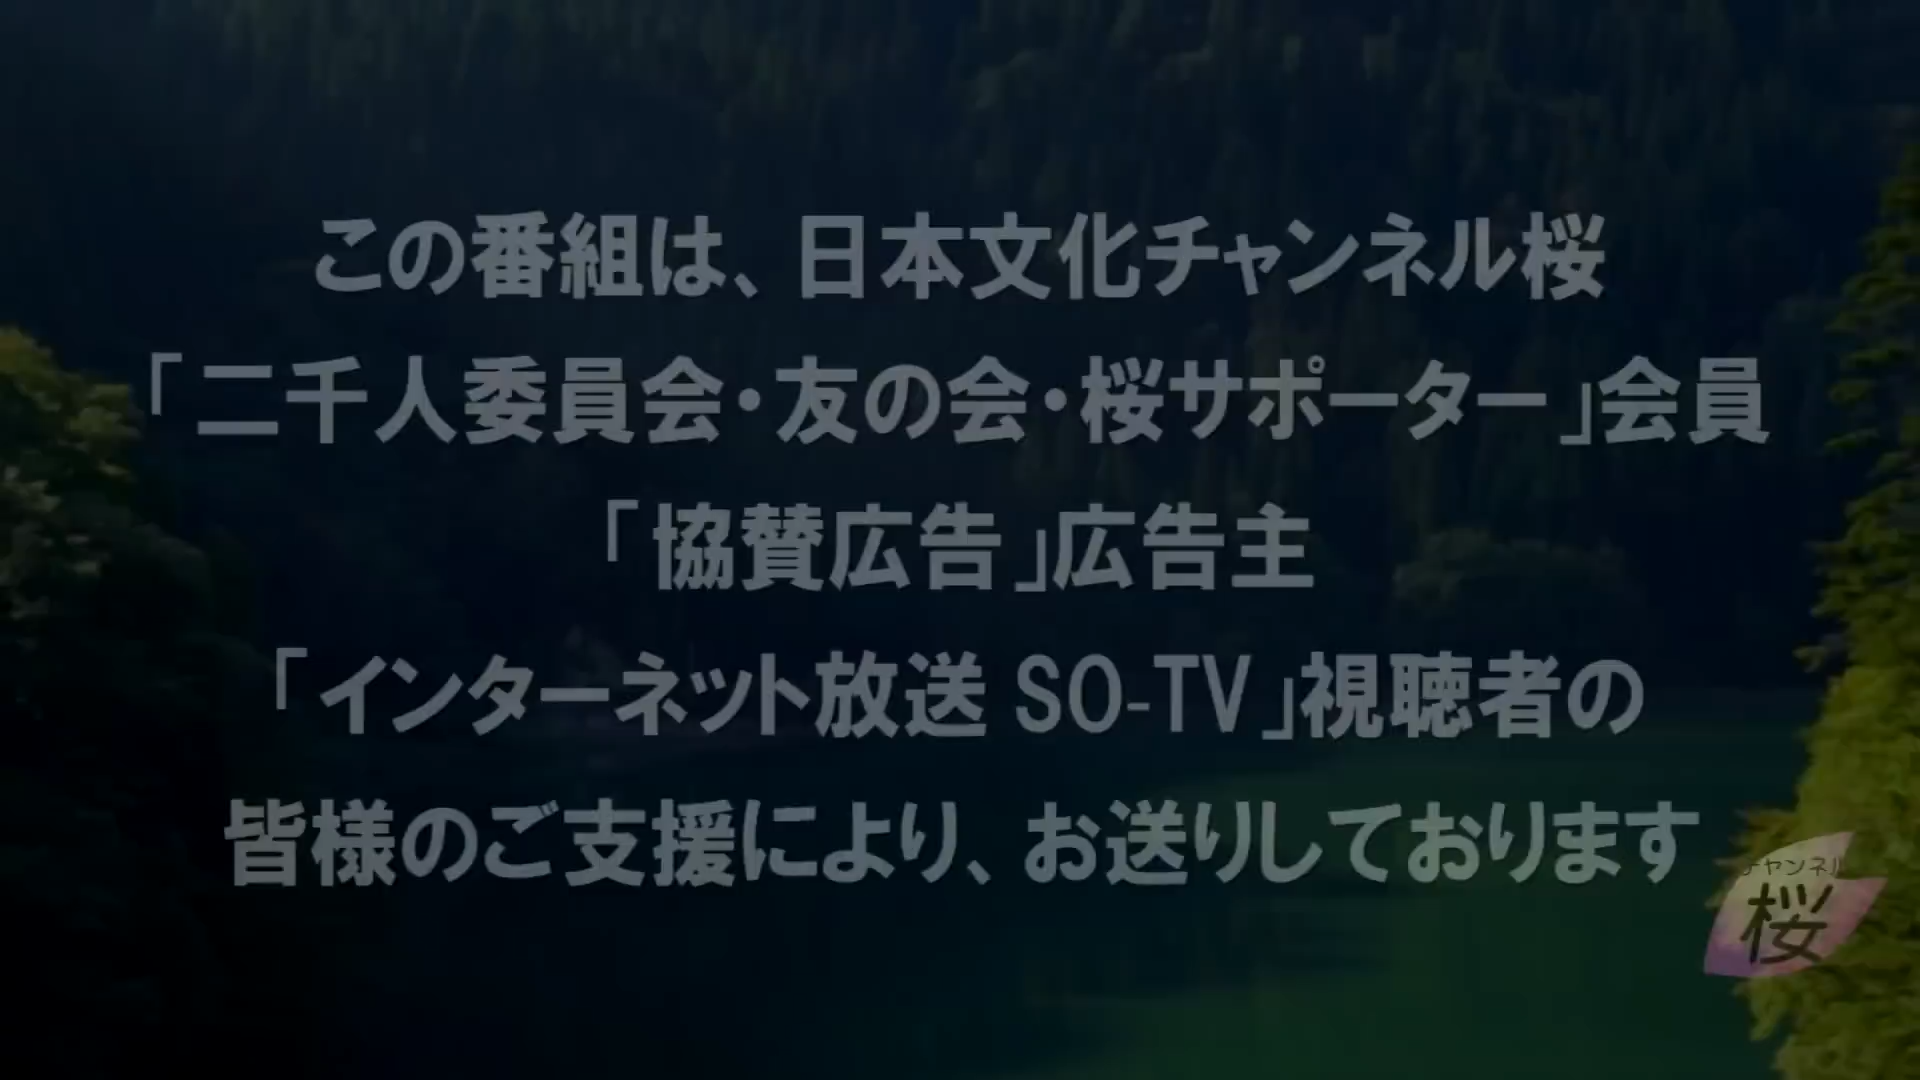 この番組は、日本文化チャンネル桜
「二千人委員会・友の会・桜サポーター」会員
「協賛広告」広告主
「インターネット放送 SO-TV」視聴者の
皆様のご支援により、お送りしております
チャンネル
桜